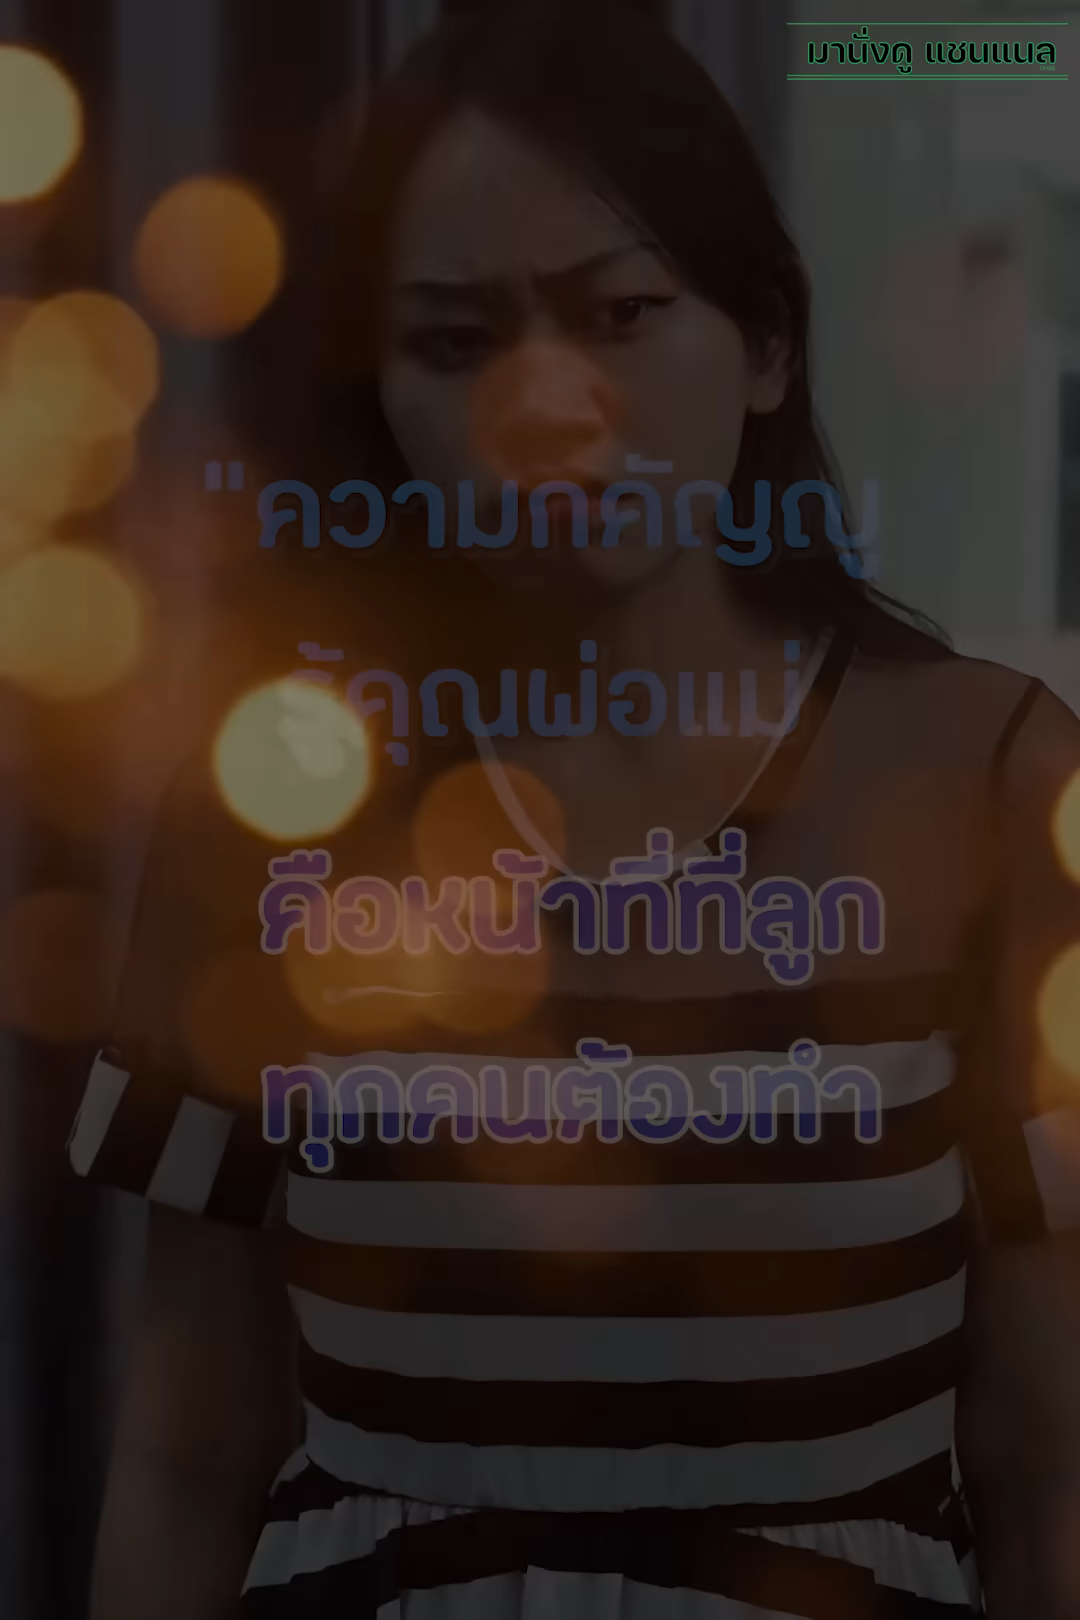 มานั่งดู แชนแนล
"ความกคัญญู
รู้คุณพ่อแม่
คือหน้าที่ที่ลูก
ทุกคนต้องทำ